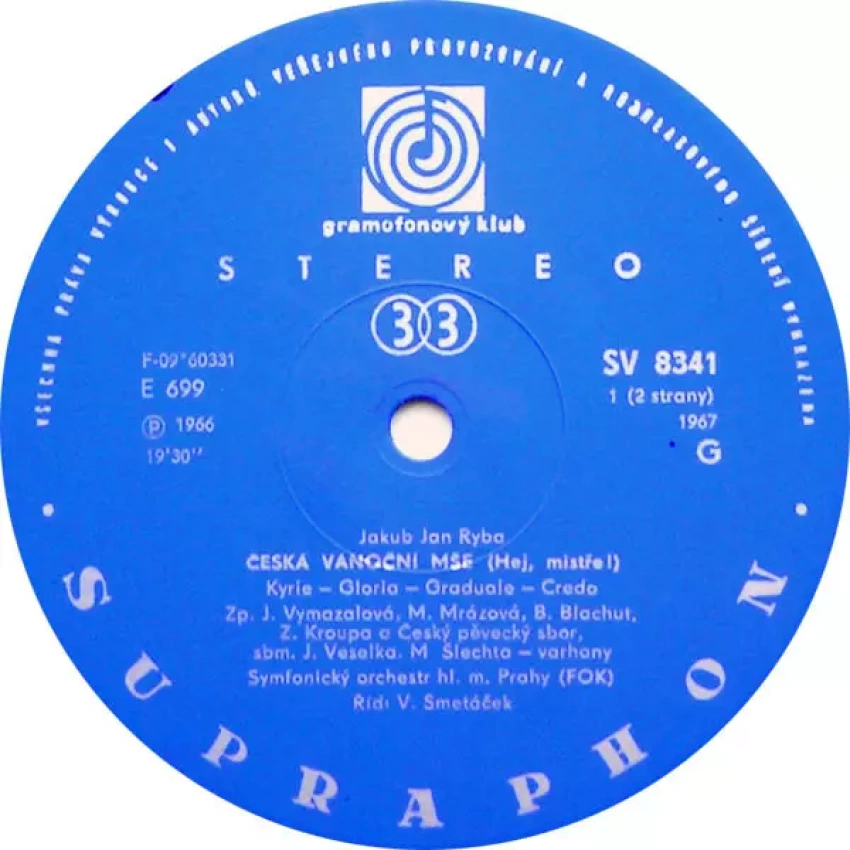 VŠECHNA PRÁVA VÝROBCE I AUTORŮ, VEŘEJNÉHO PROVOZOVÁNÍ A ROZHLASOVÉHO ŠÍŘENÍ VYHRAZENA
gramofonový klub
STEREO
33
F-09*60331
E 699
Ⓟ 1966
19'30"
SV 8341
1 (2 strany)
1967
G
Jakub Jan Ryba
ČESKÁ VÁNOČNÍ MŠE (Hej, mistře!)
Kyrie – Gloria – Graduale – Credo
Zp. J. Vymazalová, M. Mrázová, B. Blachut,
Z. Kroupa a Český pěvecký sbor,
sbm. J. Veselka. M Šlechta – varhany
Symfonický orchestr hl. m. Prahy (FOK)
Řídí V. Smetáček
SUPRAPHON